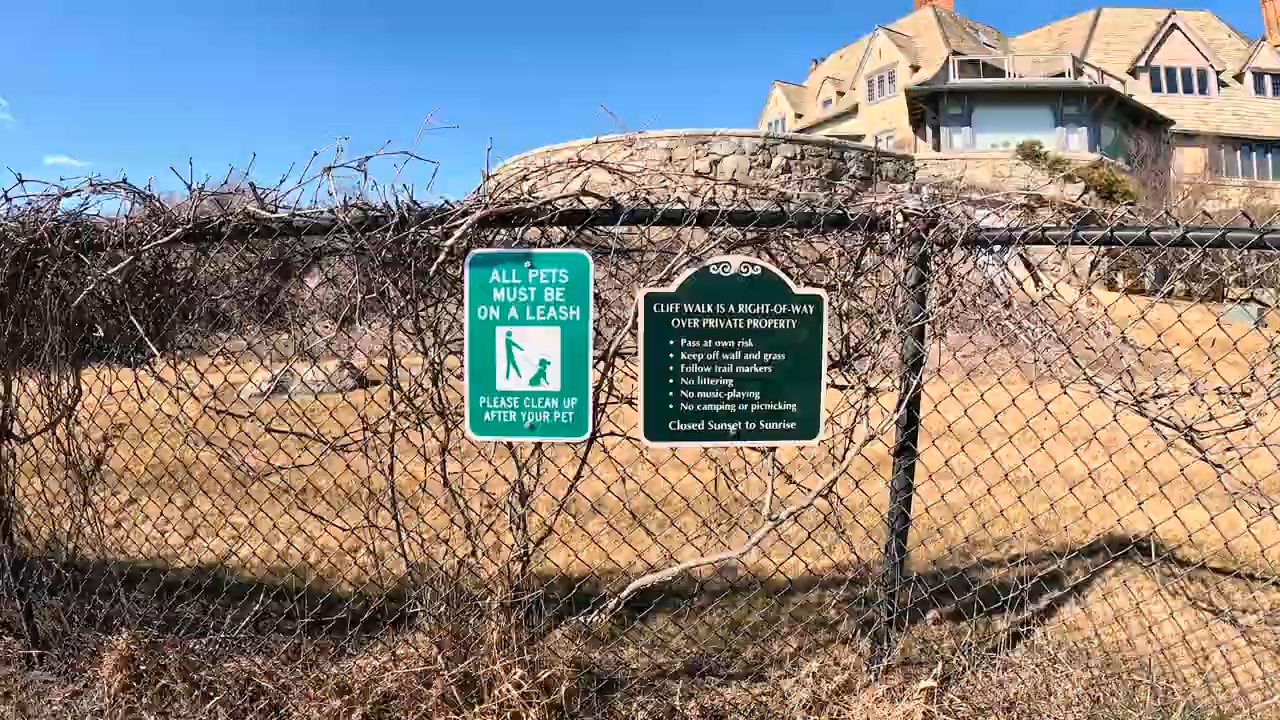 ALL PETS
MUST BE
ON A LEASH
PLEASE CLEAN UP
AFTER YOUR PET
CLIFF WALK IS A RIGHT-OF-WAY
OVER PRIVATE PROPERTY
• Pass at own risk
• Keep off wall and grass
• Follow trail markers
• No littering
• No music-playing
• No camping or picnicking
Closed Sunset to Sunrise